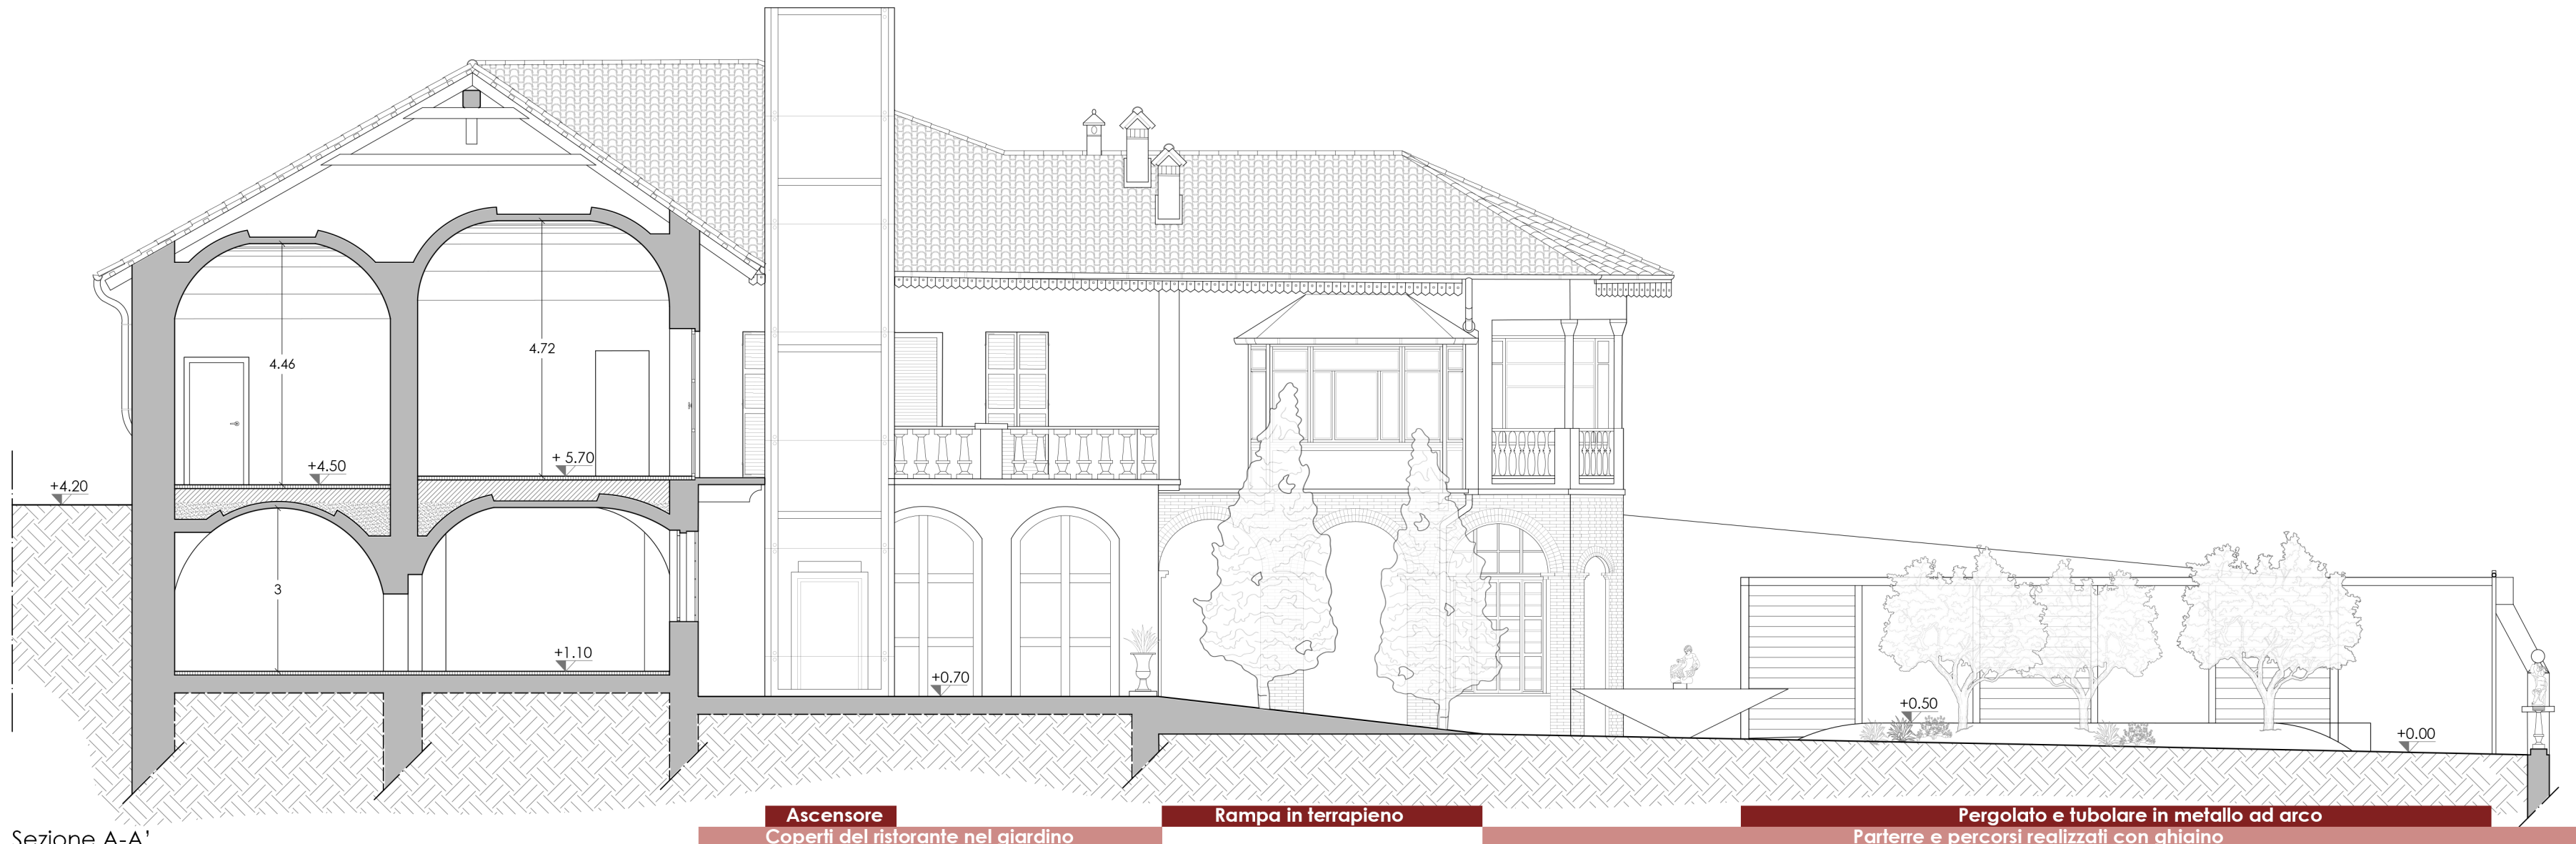 4.46
4.72
+4.50
+ 5.70
+4.20
3
+1.10
+0.70
+0.50
+0.00
Ascensore
Rampa in terrapieno
Pergolato e tubolare in metallo ad arco
Sezione A-A'
Coperti del ristorante nel giardino
Parterre e percorsi realizzati con ghiaino